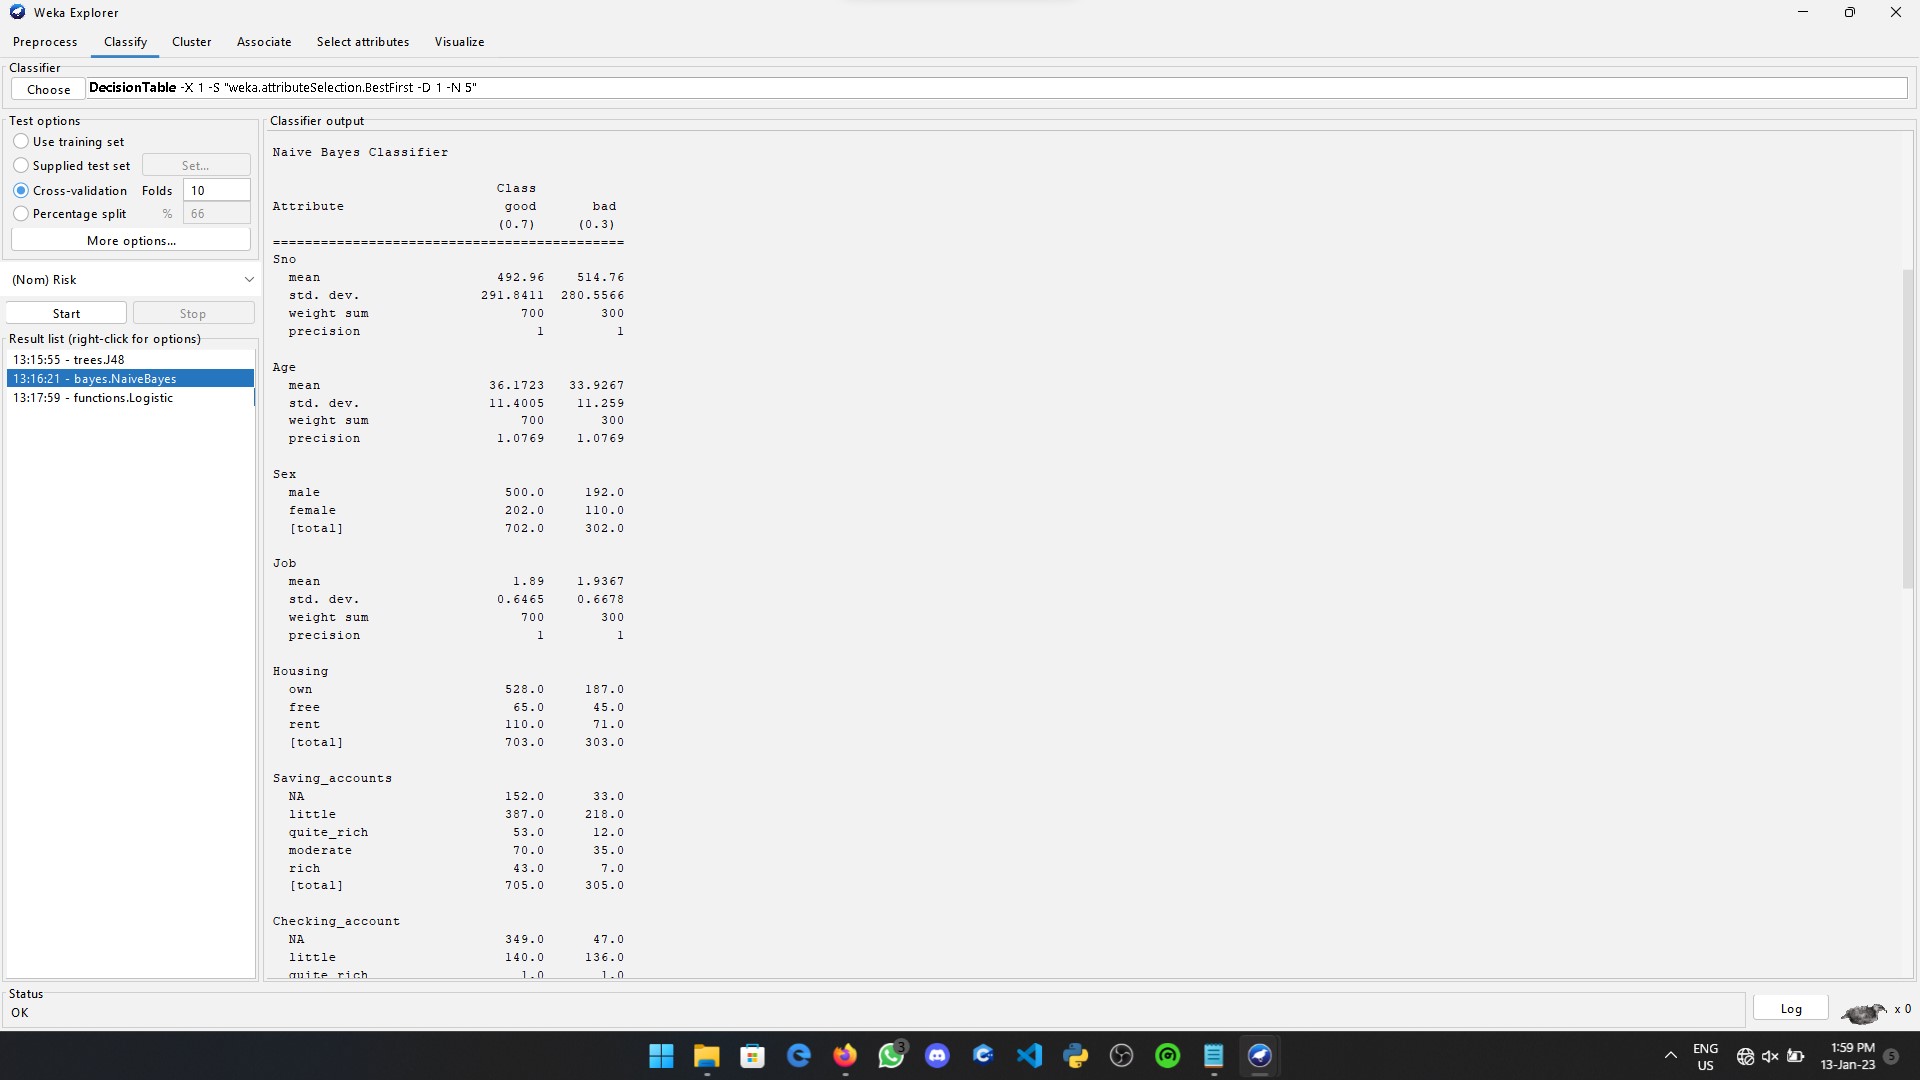 Weka Explorer
Preprocess Classify Cluster Associate Select attributes Visualize
Classifier
Choose DecisionTable -X 1 -S "weka.attributeSelection.BestFirst -D 1 -N 5"
Test options
Use training set
Supplied test set Set...
Cross-validation Folds 10
Percentage split % 66
More options...
(Nom) Risk
Start Stop
Result list (right-click for options)
13:15:55 - trees.J48
13:16:21 - bayes.NaiveBayes
13:17:59 - functions.Logistic
Classifier output
Naive Bayes Classifier
Class
Attribute good bad
(0.7) (0.3)
============================================
Sno
mean 492.96 514.76
std. dev. 291.8411 280.5566
weight sum 700 300
precision 1 1
Age
mean 36.1723 33.9267
std. dev. 11.4005 11.259
weight sum 700 300
precision 1.0769 1.0769
Sex
male 500.0 192.0
female 202.0 110.0
[total] 702.0 302.0
Job
mean 1.89 1.9367
std. dev. 0.6465 0.6678
weight sum 700 300
precision 1 1
Housing
own 528.0 187.0
free 65.0 45.0
rent 110.0 71.0
[total] 703.0 303.0
Saving_accounts
NA 152.0 33.0
little 387.0 218.0
quite_rich 53.0 12.0
moderate 70.0 35.0
rich 43.0 7.0
[total] 705.0 305.0
Checking_account
NA 349.0 47.0
little 140.0 136.0
quite_rich 1.0 1.0
Status
OK
Log x 0
3
ENG
US
1:59 PM
13-Jan-23
5